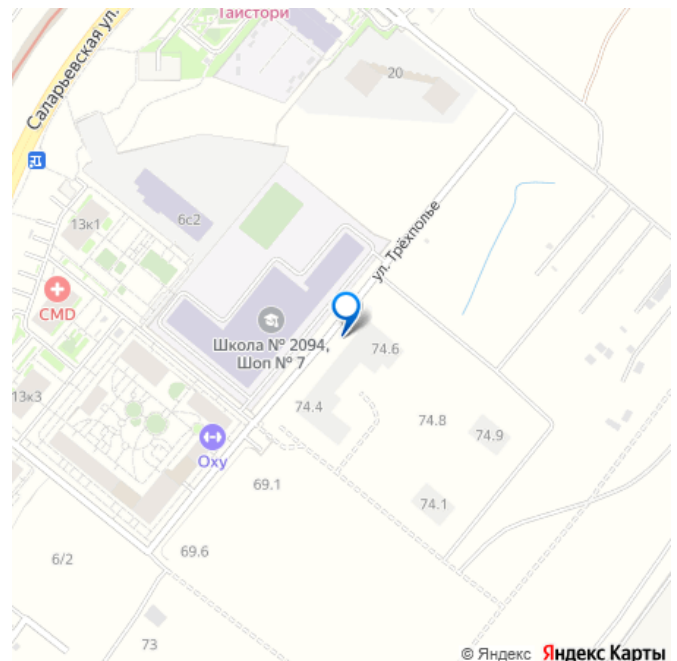 Тайстори
20
Саларьевская ул.
6с2
13к1
ул. Трёхполье
CMD
Школа № 2094,
Шоп № 7
74.6
13к3
74.4
74.8
74.9
Oxy
69.1
74.1
69.6
6/2
73
© Яндекс Яндекс Карты